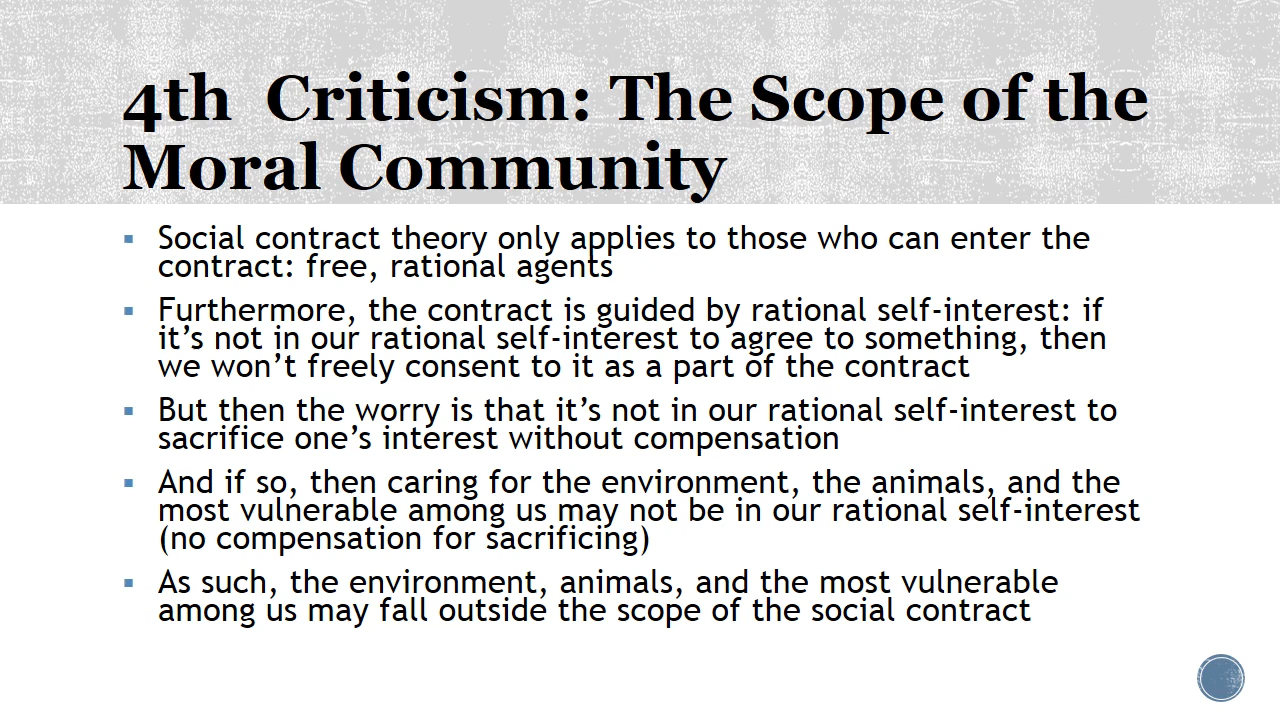 4th  Criticism: The Scope of the
Moral Community
▪ Social contract theory only applies to those who can enter the
contract: free, rational agents
▪ Furthermore, the contract is guided by rational self-interest: if
it’s not in our rational self-interest to agree to something, then
we won’t freely consent to it as a part of the contract
▪ But then the worry is that it’s not in our rational self-interest to
sacrifice one’s interest without compensation
▪ And if so, then caring for the environment, the animals, and the
most vulnerable among us may not be in our rational self-interest
(no compensation for sacrificing)
▪ As such, the environment, animals, and the most vulnerable
among us may fall outside the scope of the social contract